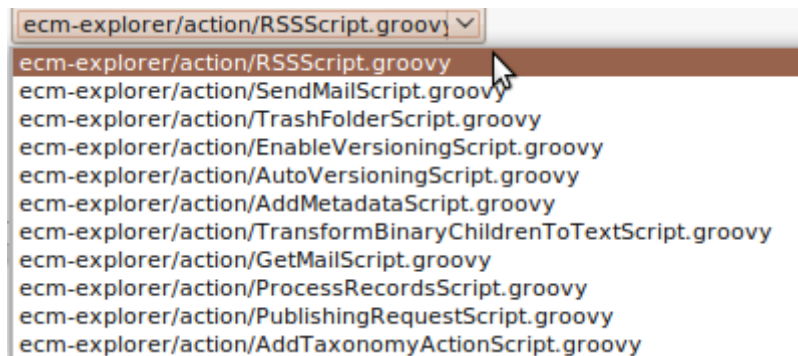 ecm-explorer/action/RSSScript.groovy
ecm-explorer/action/RSSScript.groovy
ecm-explorer/action/SendMailScript.groovy
ecm-explorer/action/TrashFolderScript.groovy
ecm-explorer/action/EnableVersioningScript.groovy
ecm-explorer/action/AutoVersioningScript.groovy
ecm-explorer/action/AddMetadataScript.groovy
ecm-explorer/action/TransformBinaryChildrenToTextScript.groovy
ecm-explorer/action/GetMailScript.groovy
ecm-explorer/action/ProcessRecordsScript.groovy
ecm-explorer/action/PublishingRequestScript.groovy
ecm-explorer/action/AddTaxonomyActionScript.groovy